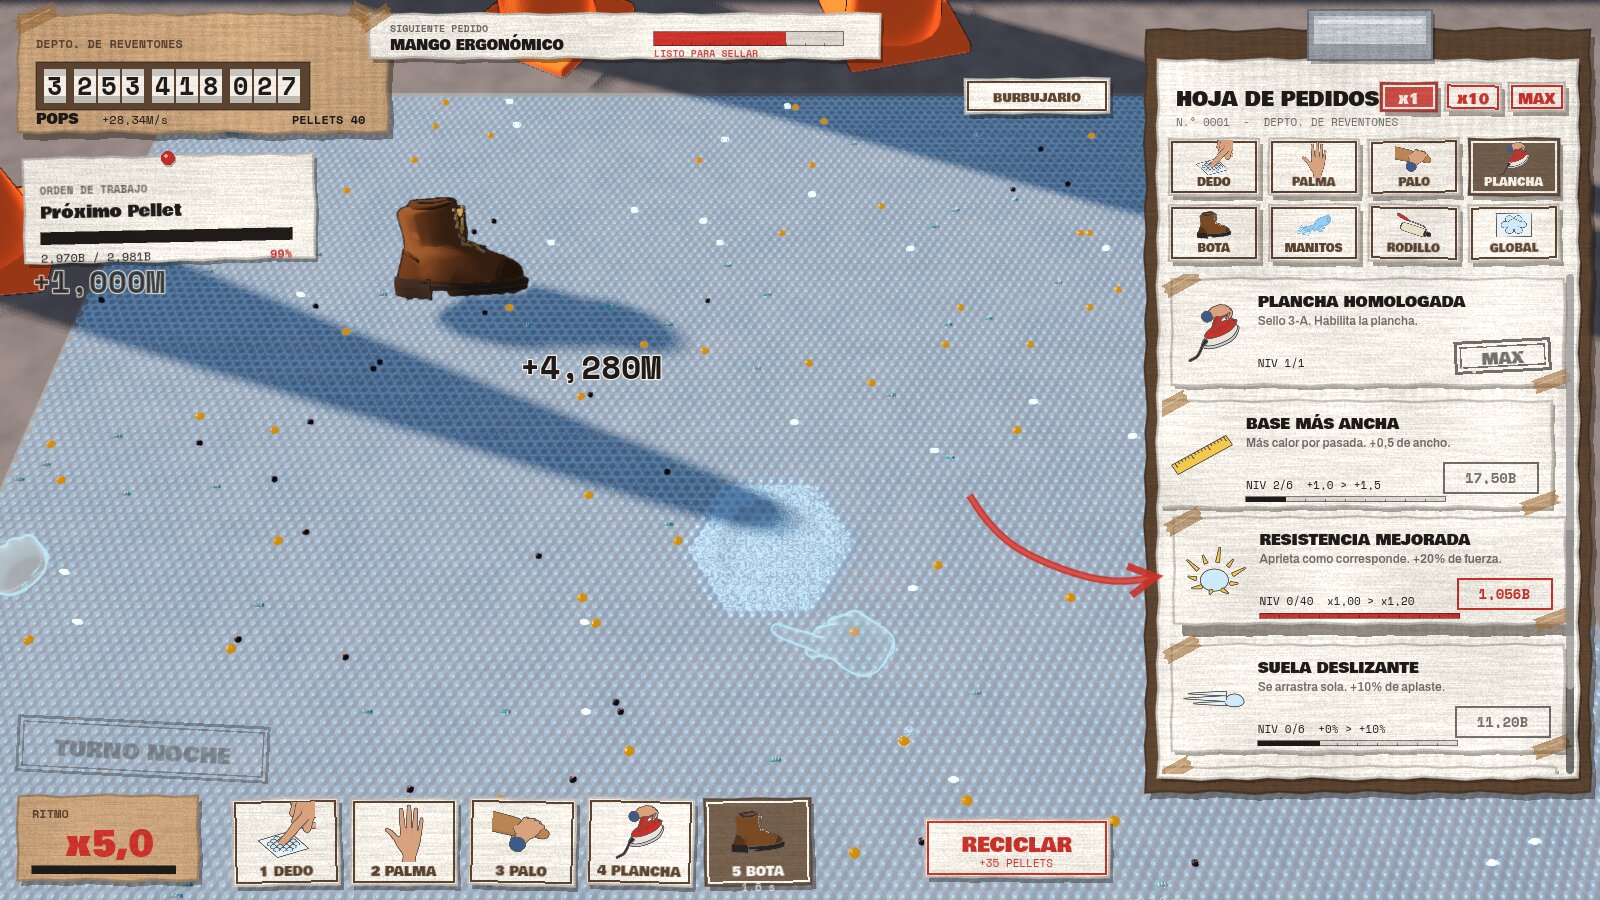 DEPTO. DE REVENTONES
3 253 418 027
POPS +28,34M/s PELLETS 40
SIGUIENTE PEDIDO
MANGO ERGONÓMICO
LISTO PARA SELLAR
BURBUJARIO
ORDEN DE TRABAJO
Próximo Pellet
2,970B / 2,981B 99%
+1,000M
+4,280M
TURNO NOCHE
RITMO
x5,0
1 DEDO
2 PALMA
3 PALO
4 PLANCHA
5 BOTA
1,6 s
RECICLAR
+35 PELLETS
HOJA DE PEDIDOS x1 x10 MAX
N.° 0001 - DEPTO. DE REVENTONES
DEDO PALMA PALO PLANCHA
BOTA MANITOS RODILLO GLOBAL
PLANCHA HOMOLOGADA
Sello 3-A. Habilita la plancha.
NIV 1/1 MAX
BASE MÁS ANCHA
Más calor por pasada. +0,5 de ancho.
NIV 2/6 +1,0 > +1,5 17,50B
RESISTENCIA MEJORADA
Aprieta como corresponde. +20% de fuerza.
NIV 0/40 x1,00 > x1,20 1,056B
SUELA DESLIZANTE
Se arrastra sola. +10% de aplaste.
NIV 0/6 +0% > +10% 11,20B